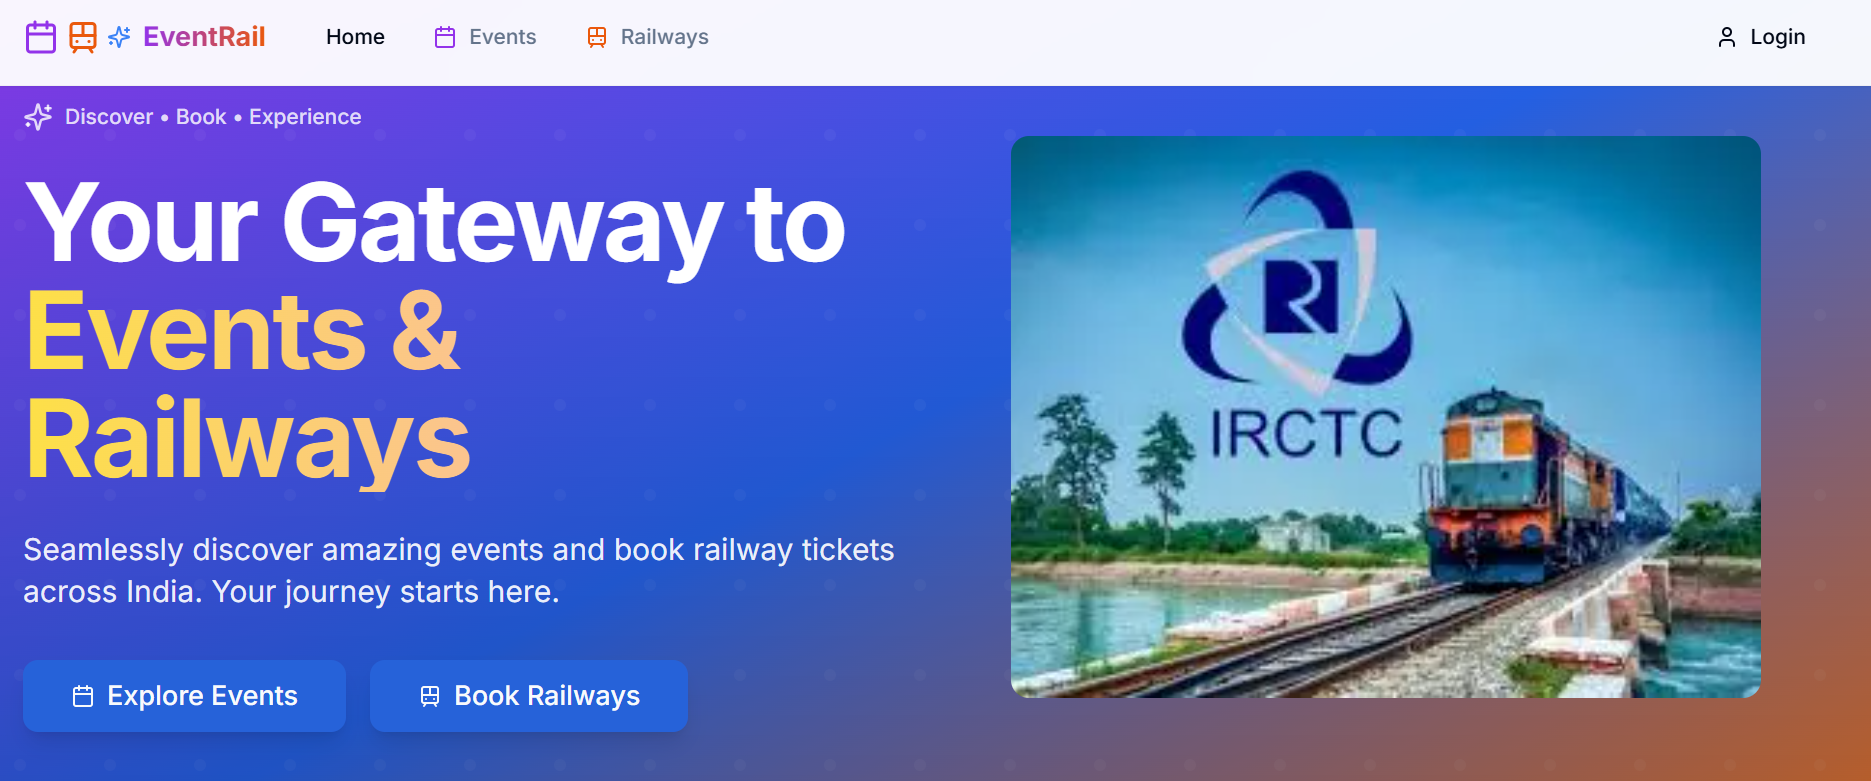 EventRail
Home
Events
Railways
Login
Discover • Book • Experience
Your Gateway to
Events &
Railways
Seamlessly discover amazing events and book railway tickets
across India. Your journey starts here.
Explore Events
Book Railways
R
IRCTC